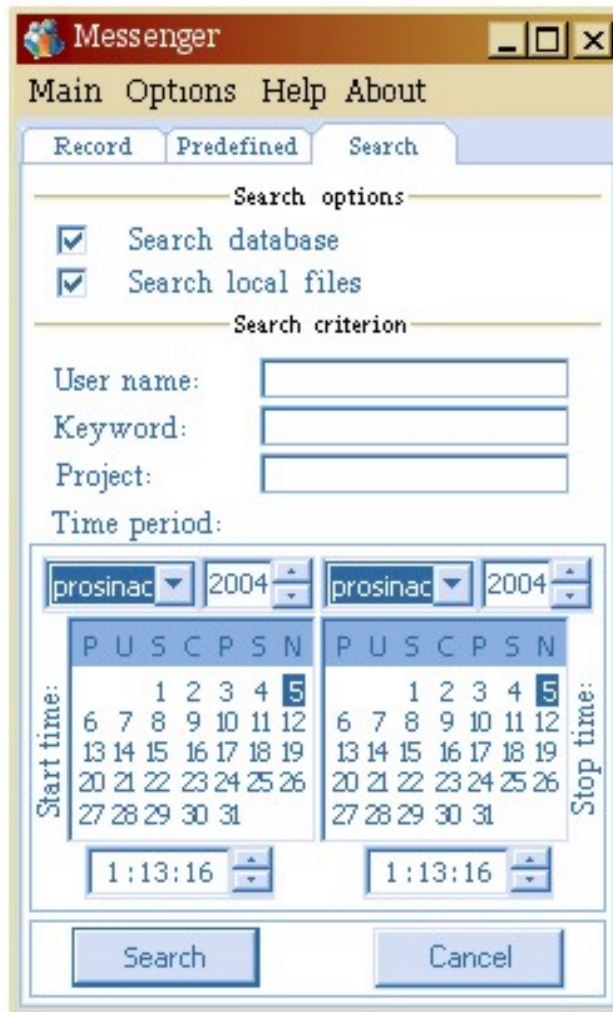 Messenger
Main Options Help About
Record Predefined Search
Search options
Search database
Search local files
Search criterion
User name:
Keyword:
Project:
Time period:
prosinac 2004 prosinac 2004
Start time:
P U S C P S N P U S C P S N
1 2 3 4 5 1 2 3 4 5
6 7 8 9 10 11 12 6 7 8 9 10 11 12
13 14 15 16 17 18 19 13 14 15 16 17 18 19
20 21 22 23 24 25 26 20 21 22 23 24 25 26
27 28 29 30 31 27 28 29 30 31
Stop time:
1:13:16 1:13:16
Search Cancel